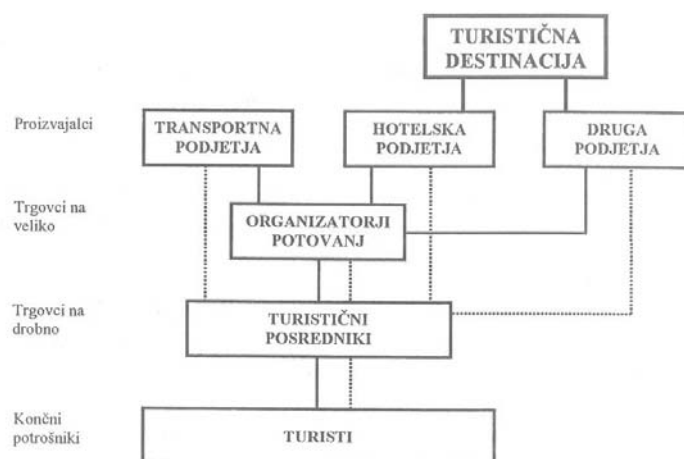 TURISTIČNA
DESTINACIJA
Proizvajalci
TRANSPORTNA
PODJETJA
HOTELSKA
PODJETJA
DRUGA
PODJETJA
Trgovci na
veliko
ORGANIZATORJI
POTOVANJ
Trgovci na
drobno
TURISTIČNI
POSREDNIKI
Končni
potrošniki
TURISTI